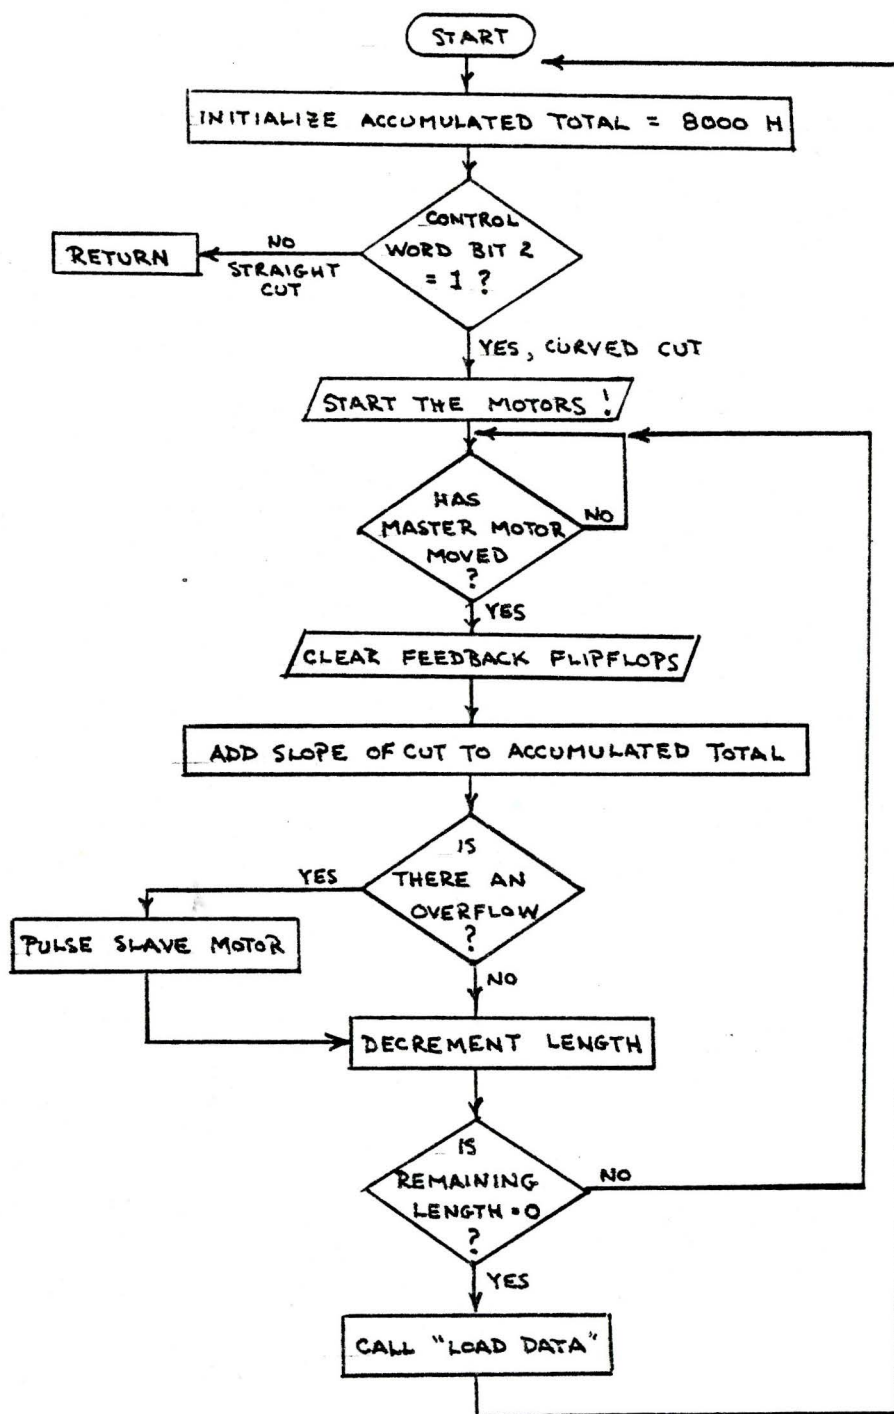 START
INITIALIZE ACCUMULATED TOTAL = 8000 H
CONTROL
WORD BIT 2
= 1 ?
NO
STRAIGHT
CUT
RETURN
YES, CURVED CUT
START THE MOTORS !
HAS
MASTER MOTOR
MOVED
?
NO
YES
CLEAR FEEDBACK FLIPFLOPS
ADD SLOPE OF CUT TO ACCUMULATED TOTAL
IS
THERE AN
OVERFLOW
?
YES
PULSE SLAVE MOTOR
NO
DECREMENT LENGTH
IS
REMAINING
LENGTH=0
?
NO
YES
CALL "LOAD DATA"